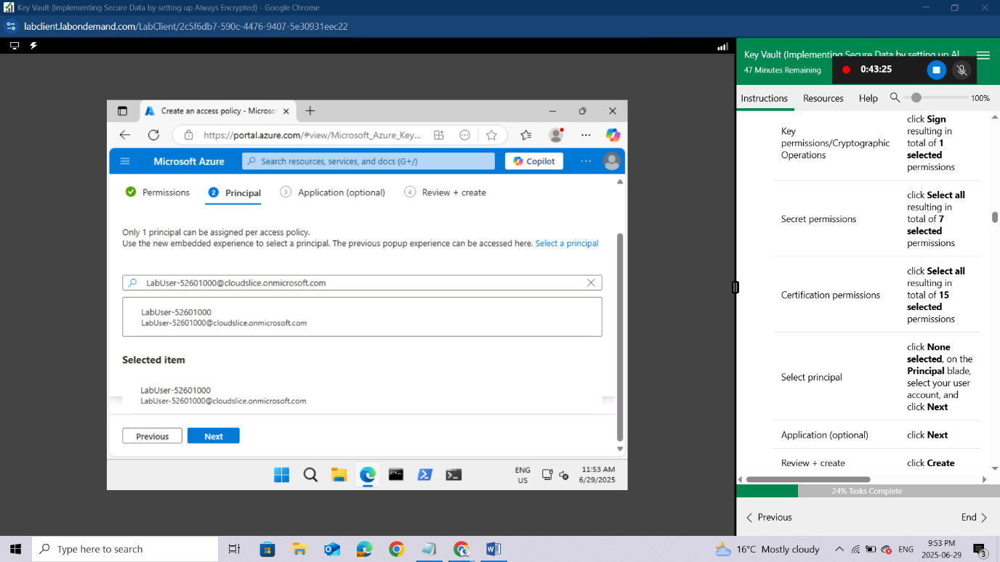 Key Vault (Implementing Secure Data by setting up Always Encrypted) - Google Chrome
labclient.labondemand.com/LabClient/2c5f6db7-590c-4476-9407-5e30931eec22
Create an access policy - Microso
https://portal.azure.com/#view/Microsoft_Azure_Key...
Microsoft Azure
Search resources, services, and docs (G+/)
Copilot
Permissions
2 Principal
3 Application (optional)
4 Review + create
Only 1 principal can be assigned per access policy.
Use the new embedded experience to select a principal. The previous popup experience can be accessed here. Select a principal
LabUser-52601000@cloudslice.onmicrosoft.com
LabUser-52601000
LabUser-52601000@cloudslice.onmicrosoft.com
Selected item
LabUser-52601000
LabUser-52601000@cloudslice.onmicrosoft.com
Previous
Next
ENG
US
11:53 AM
6/29/2025
Key Vault (Implementing Secure Data by setting up Al...
47 Minutes Remaining
0:43:25
Instructions
Resources
Help
100%
Key
permissions/Cryptographic
Operations
click Sign
resulting in
total of 1
selected
permissions
Secret permissions
click Select all
resulting in
total of 7
selected
permissions
Certification permissions
click Select all
resulting in
total of 15
selected
permissions
Select principal
click None
selected, on the
Principal blade,
select your user
account, and
click Next
Application (optional)
click Next
Review + create
click Create
24% Tasks Complete
Previous
End
Type here to search
16°C Mostly cloudy
ENG
9:53 PM
2025-06-29
3